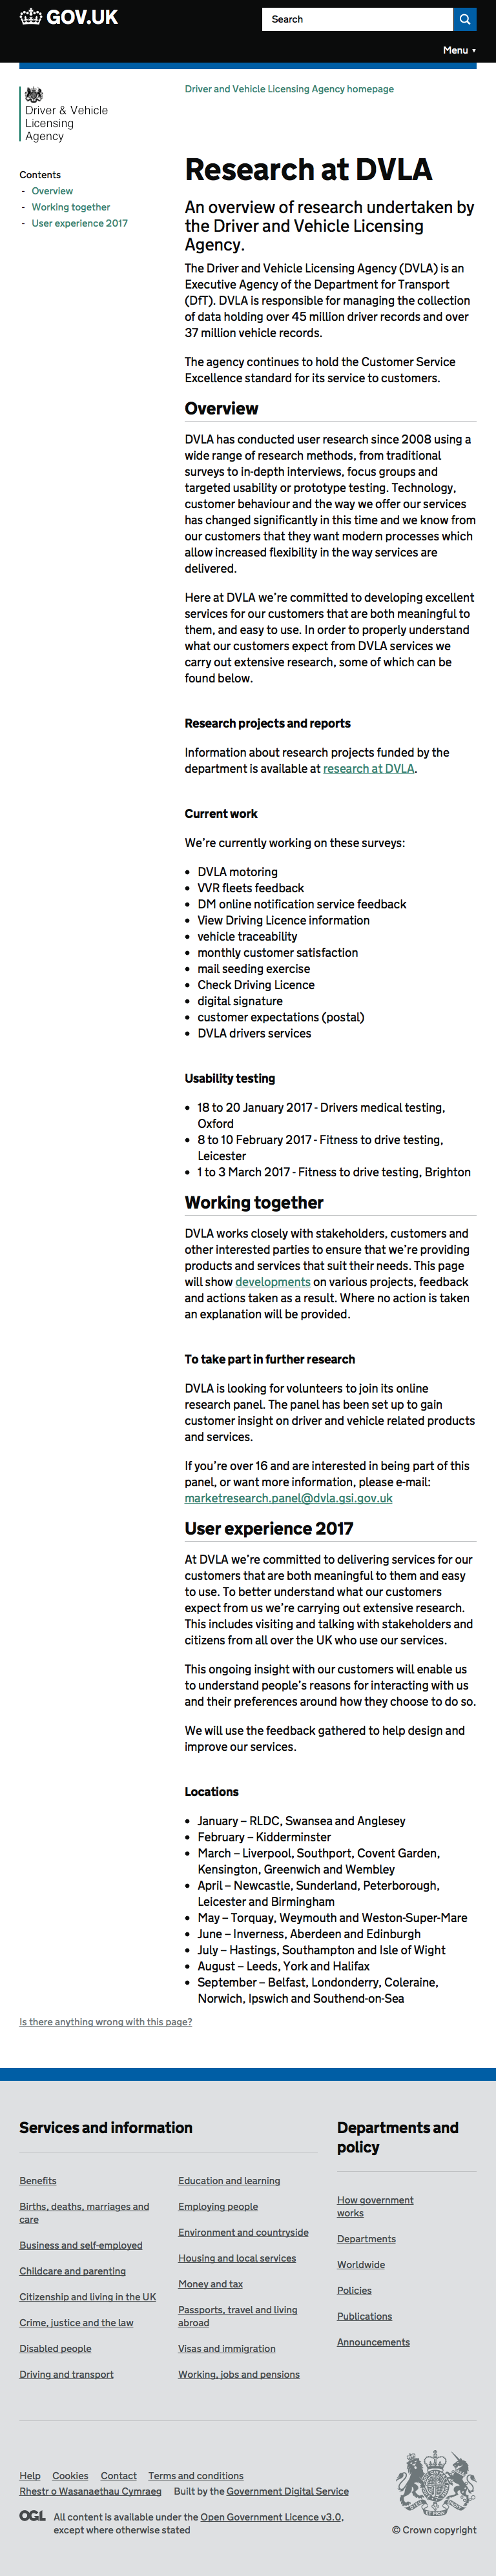 GOV.UK
Search
Menu ▼
Driver & Vehicle
Licensing
Agency
Driver and Vehicle Licensing Agency homepage
Contents
- Overview
- Working together
- User experience 2017
Research at DVLA
An overview of research undertaken by
the Driver and Vehicle Licensing
Agency.
The Driver and Vehicle Licensing Agency (DVLA) is an
Executive Agency of the Department for Transport
(DfT). DVLA is responsible for managing the collection
of data holding over 45 million driver records and over
37 million vehicle records.
The agency continues to hold the Customer Service
Excellence standard for its service to customers.
Overview
DVLA has conducted user research since 2008 using a
wide range of research methods, from traditional
surveys to in-depth interviews, focus groups and
targeted usability or prototype testing. Technology,
customer behaviour and the way we offer our services
has changed significantly in this time and we know from
our customers that they want modern processes which
allow increased flexibility in the way services are
delivered.
Here at DVLA we're committed to developing excellent
services for our customers that are both meaningful to
them, and easy to use. In order to properly understand
what our customers expect from DVLA services we
carry out extensive research, some of which can be
found below.
Research projects and reports
Information about research projects funded by the
department is available at research at DVLA.
Current work
We're currently working on these surveys:
• DVLA motoring
• VVR fleets feedback
• DM online notification service feedback
• View Driving Licence information
• vehicle traceability
• monthly customer satisfaction
• mail seeding exercise
• Check Driving Licence
• digital signature
• customer expectations (postal)
• DVLA drivers services
Usability testing
• 18 to 20 January 2017 - Drivers medical testing,
Oxford
• 8 to 10 February 2017 - Fitness to drive testing,
Leicester
• 1 to 3 March 2017 - Fitness to drive testing, Brighton
Working together
DVLA works closely with stakeholders, customers and
other interested parties to ensure that we're providing
products and services that suit their needs. This page
will show developments on various projects, feedback
and actions taken as a result. Where no action is taken
an explanation will be provided.
To take part in further research
DVLA is looking for volunteers to join its online
research panel. The panel has been set up to gain
customer insight on driver and vehicle related products
and services.
If you're over 16 and are interested in being part of this
panel, or want more information, please e-mail:
marketresearch.panel@dvla.gsi.gov.uk
User experience 2017
At DVLA we're committed to delivering services for our
customers that are both meaningful to them and easy
to use. To better understand what our customers
expect from us we're carrying out extensive research.
This includes visiting and talking with stakeholders and
citizens from all over the UK who use our services.
This ongoing insight with our customers will enable us
to understand people's reasons for interacting with us
and their preferences around how they choose to do so.
We will use the feedback gathered to help design and
improve our services.
Locations
• January – RLDC, Swansea and Anglesey
• February – Kidderminster
• March – Liverpool, Southport, Covent Garden,
Kensington, Greenwich and Wembley
• April – Newcastle, Sunderland, Peterborough,
Leicester and Birmingham
• May – Torquay, Weymouth and Weston-Super-Mare
• June – Inverness, Aberdeen and Edinburgh
• July – Hastings, Southampton and Isle of Wight
• August – Leeds, York and Halifax
• September – Belfast, Londonderry, Coleraine,
Norwich, Ipswich and Southend-on-Sea
Is there anything wrong with this page?
Services and information
Benefits
Births, deaths, marriages and
care
Business and self-employed
Childcare and parenting
Citizenship and living in the UK
Crime, justice and the law
Disabled people
Driving and transport
Education and learning
Employing people
Environment and countryside
Housing and local services
Money and tax
Passports, travel and living
abroad
Visas and immigration
Working, jobs and pensions
Departments and
policy
How government
works
Departments
Worldwide
Policies
Publications
Announcements
Help Cookies Contact Terms and conditions
Rhestr o Wasanaethau Cymraeg Built by the Government Digital Service
OGL All content is available under the Open Government Licence v3.0,
except where otherwise stated
© Crown copyright